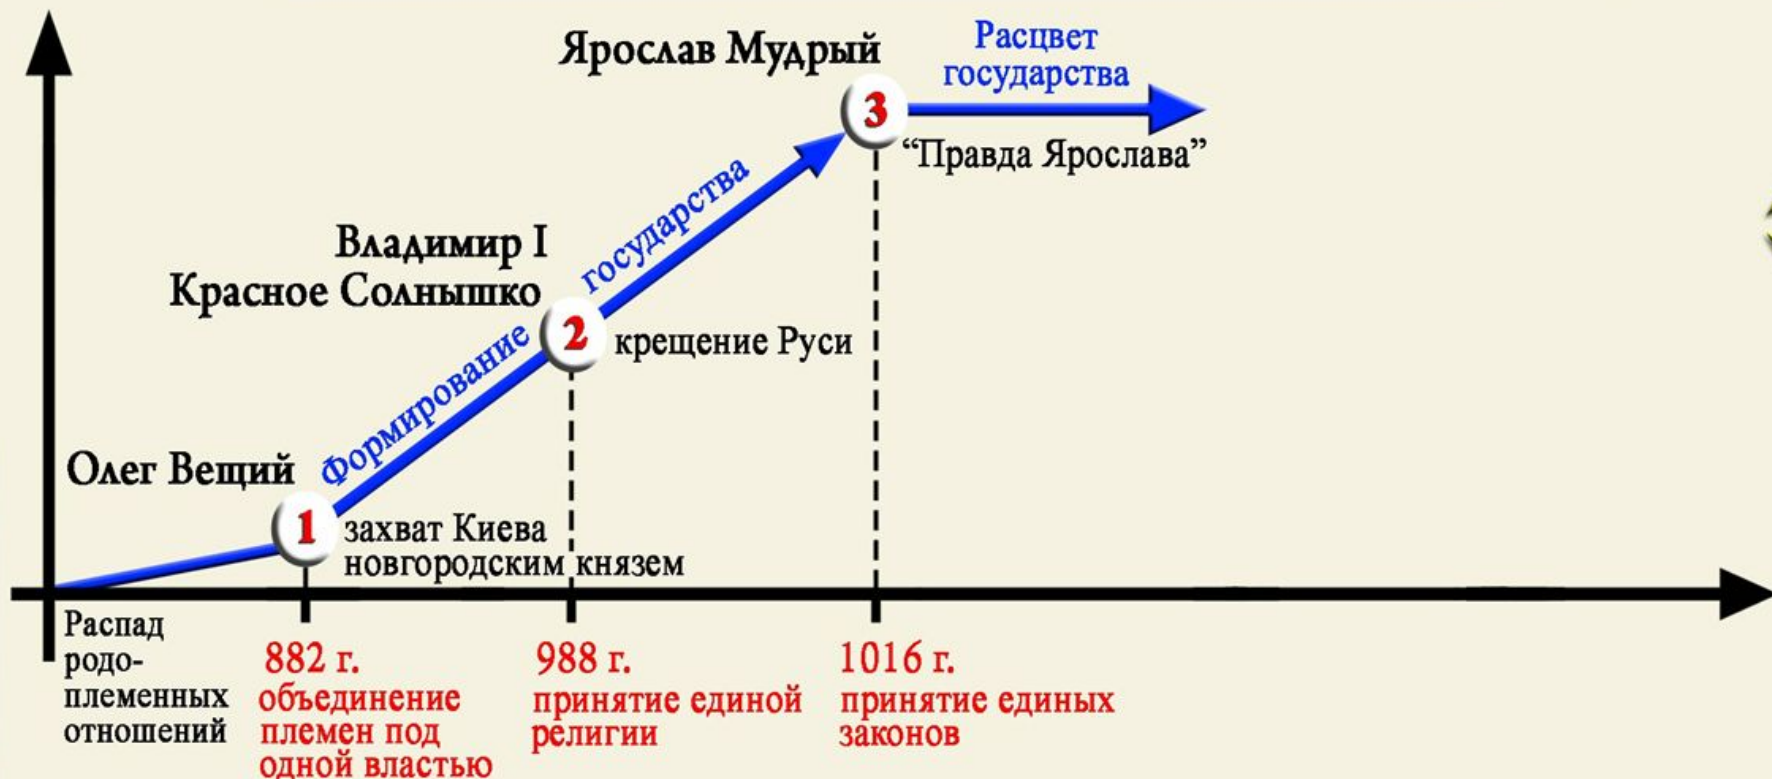 Ярослав Мудрый
Расцвет
государства
3
“Правда Ярослава”
Владимир I
Красное Солнышко
2
крещение Руси
Формирование государства
Олег Вещий
1
захват Киева
новгородским князем
Распад
родо-
племенных
отношений
882 г.
объединение
племен под
одной властью
988 г.
принятие единой
религии
1016 г.
принятие единых
законов